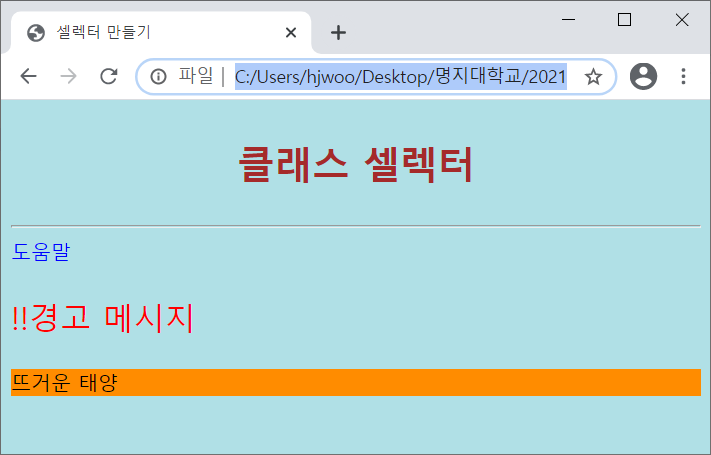 셀렉터 만들기
파일 | C:/Users/hjwoo/Desktop/명지대학교/2021
클래스 셀렉터
도움말
!!경고 메시지
뜨거운 태양